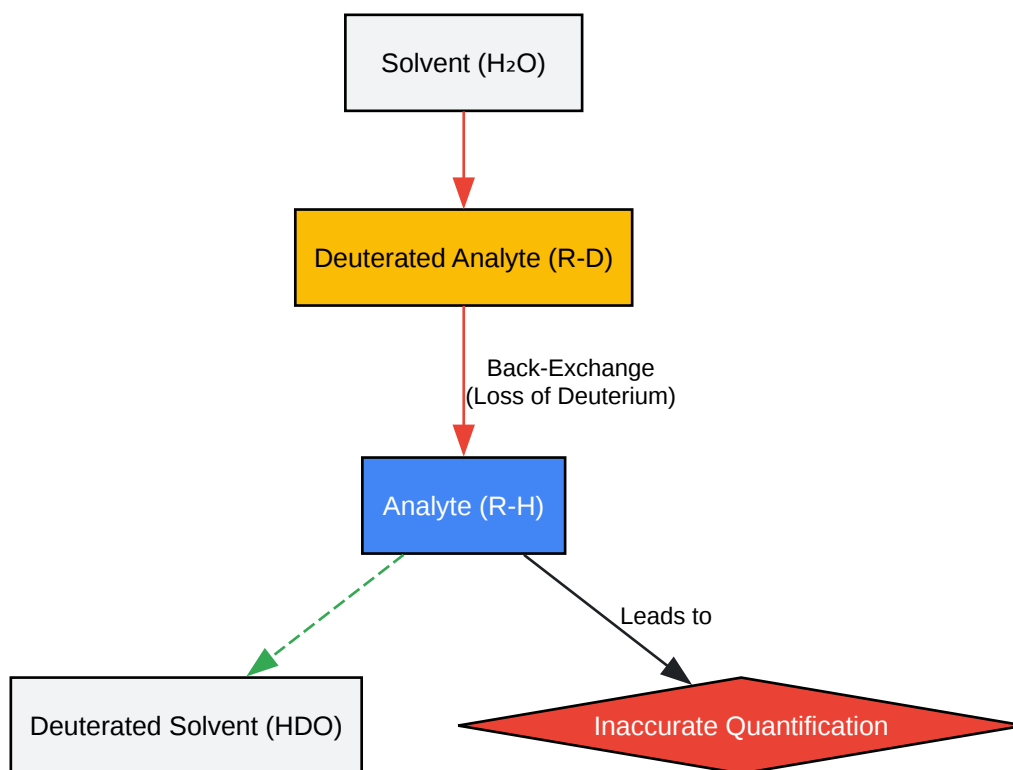 Solvent (H₂O)
Deuterated Analyte (R-D)
Back-Exchange
(Loss of Deuterium)
Analyte (R-H)
Leads to
Deuterated Solvent (HDO)
Inaccurate Quantification